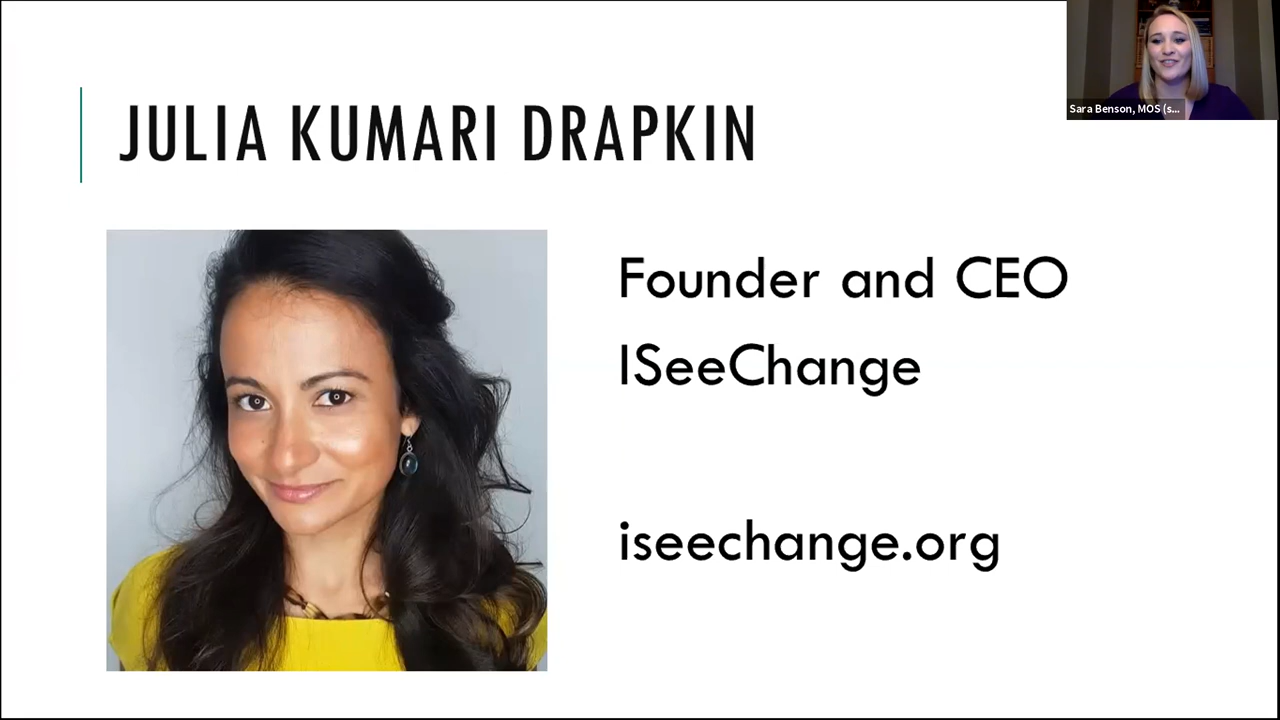 JULIA KUMARI DRAPKIN
Sara Benson, MOS (s...
Founder and CEO
ISeeChange
iseechange.org